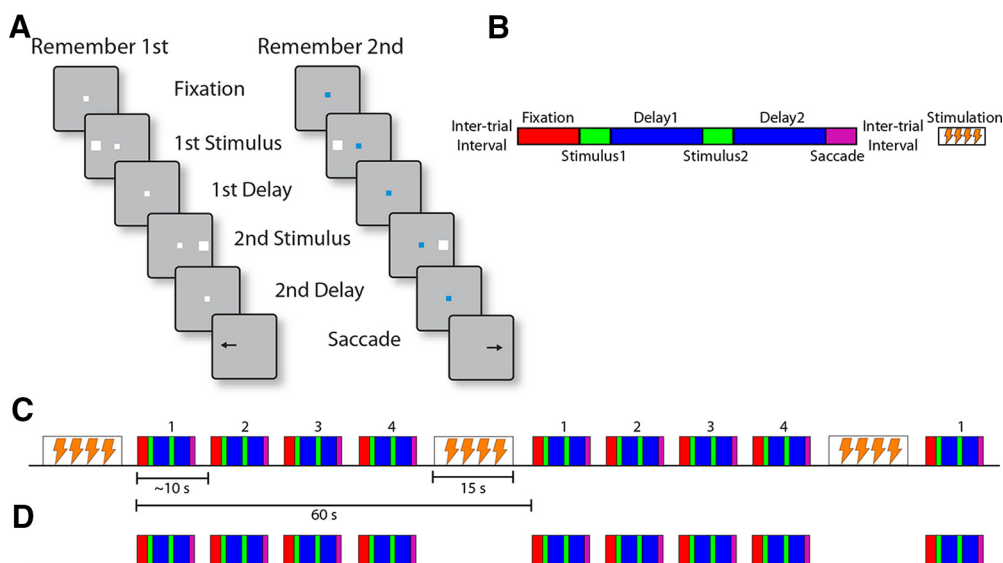 A
Remember 1st
Remember 2nd
Fixation
1st Stimulus
1st Delay
2nd Stimulus
2nd Delay
Saccade
B
Fixation
Delay1
Delay2
Stimulation
Inter-trial
Interval
Inter-trial
Interval
Stimulus1
Stimulus2
Saccade
C
1
2
3
4
1
2
3
4
1
~10 s
15 s
60 s
D